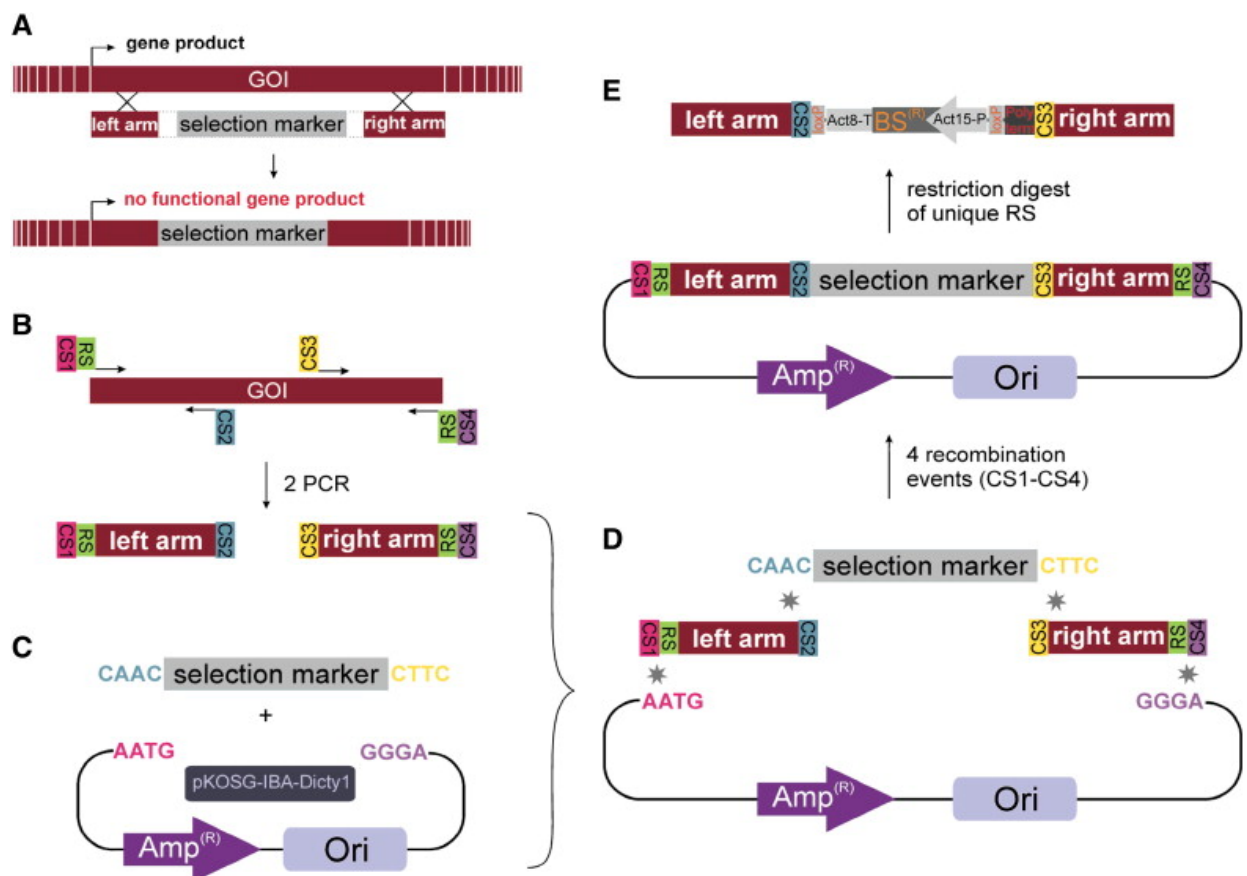 A
gene product
GOI
left arm
selection marker
right arm
no functional gene product
selection marker
B
CS1
RS
CS3
GOI
CS2
RS
CS4
2 PCR
CS1
RS
left arm
CS2
CS3
right arm
RS
CS4
C
CAAC
selection marker
CTTC
+
AATG
GGGA
pKOSG-IBA-Dicty1
Amp(R)
Ori
E
left arm
CS2
loxP
Act8-T
BS(R)
Act15-P
loxP
Poly
term
CS3
right arm
restriction digest
of unique RS
CS1
RS
left arm
CS2
selection marker
CS3
right arm
RS
CS4
Amp(R)
Ori
4 recombination
events (CS1-CS4)
D
CAAC
selection marker
CTTC
CS1
RS
left arm
CS2
CS3
right arm
RS
CS4
AATG
GGGA
Amp(R)
Ori